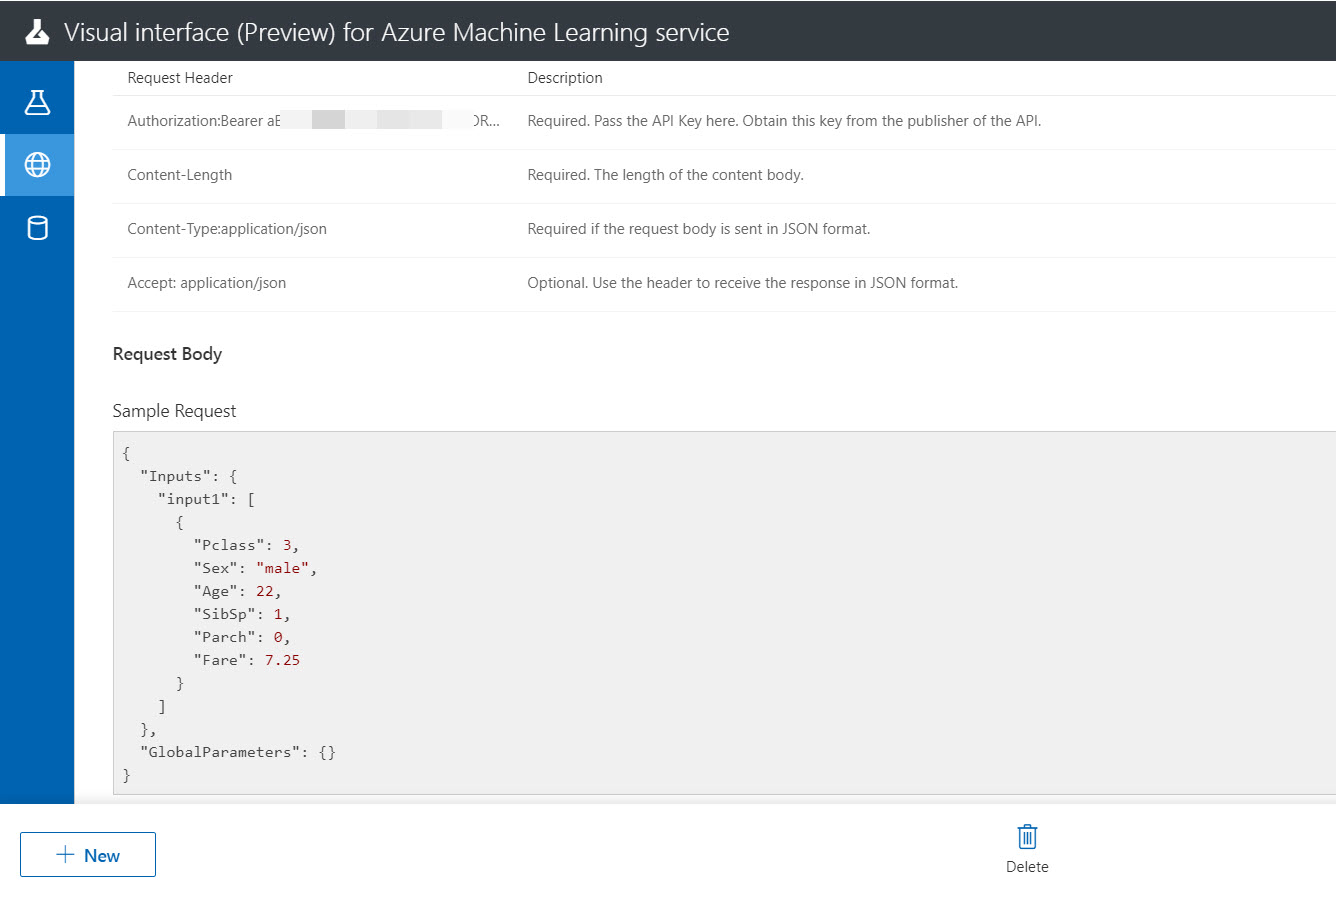 Visual interface (Preview) for Azure Machine Learning service
Request Header Description
Authorization:Bearer aE DR... Required. Pass the API Key here. Obtain this key from the publisher of the API.
Content-Length Required. The length of the content body.
Content-Type:application/json Required if the request body is sent in JSON format.
Accept: application/json Optional. Use the header to receive the response in JSON format.
Request Body
Sample Request
{
"Inputs": {
"input1": [
{
"Pclass": 3,
"Sex": "male",
"Age": 22,
"SibSp": 1,
"Parch": 0,
"Fare": 7.25
}
]
},
"GlobalParameters": {}
}
New
Delete